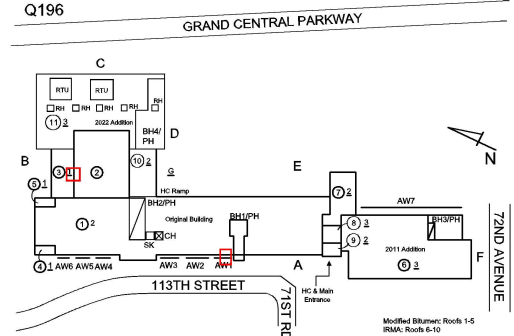 Q196
GRAND CENTRAL PARKWAY
C
RTU
RTU
RH
RH
RH
RH
RH
11 3
2022 Addition
BH4/
PH
D
B
3 1
2
10 2
G
E
N
5 1
HC Ramp
7 2
AW7
BH2/PH
1 2
Original Building
BH1/PH
8 3
BH3/PH
SK
CH
9 2
2011 Addition
F
72ND AVENUE
4 1
AW6 AW5 AW4
AW3
AW2
AW
A
6 3
113TH STREET
HC & Main
Entrance
71ST RD
Modified Bitumen: Roofs 1-5
IRMA: Roofs 6-10